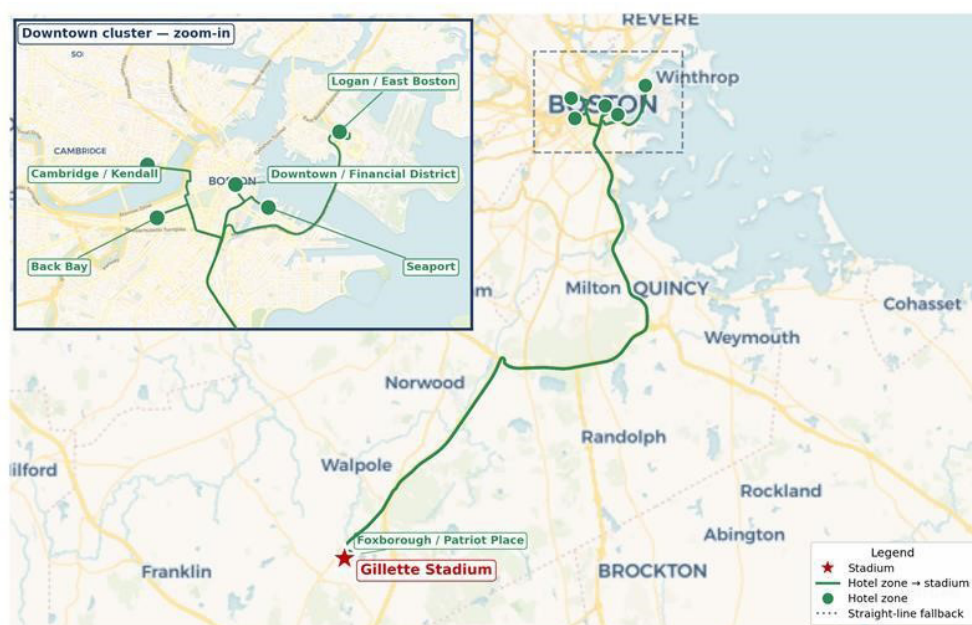 Downtown cluster — zoom-in
SO:
Logan / East Boston
CAMBRIDGE
Cambridge / Kendall
BOSTON
Downtown / Financial District
Back Bay
Seaport
REVERE
Winthrop
BOSTON
Milton
QUINCY
Cohasset
Weymouth
Norwood
Randolph
Walpole
ilford
Rockland
Abington
Foxborough / Patriot Place
Gillette Stadium
Franklin
BROCKTON
Legend
Stadium
Hotel zone → stadium
Hotel zone
Straight-line fallback